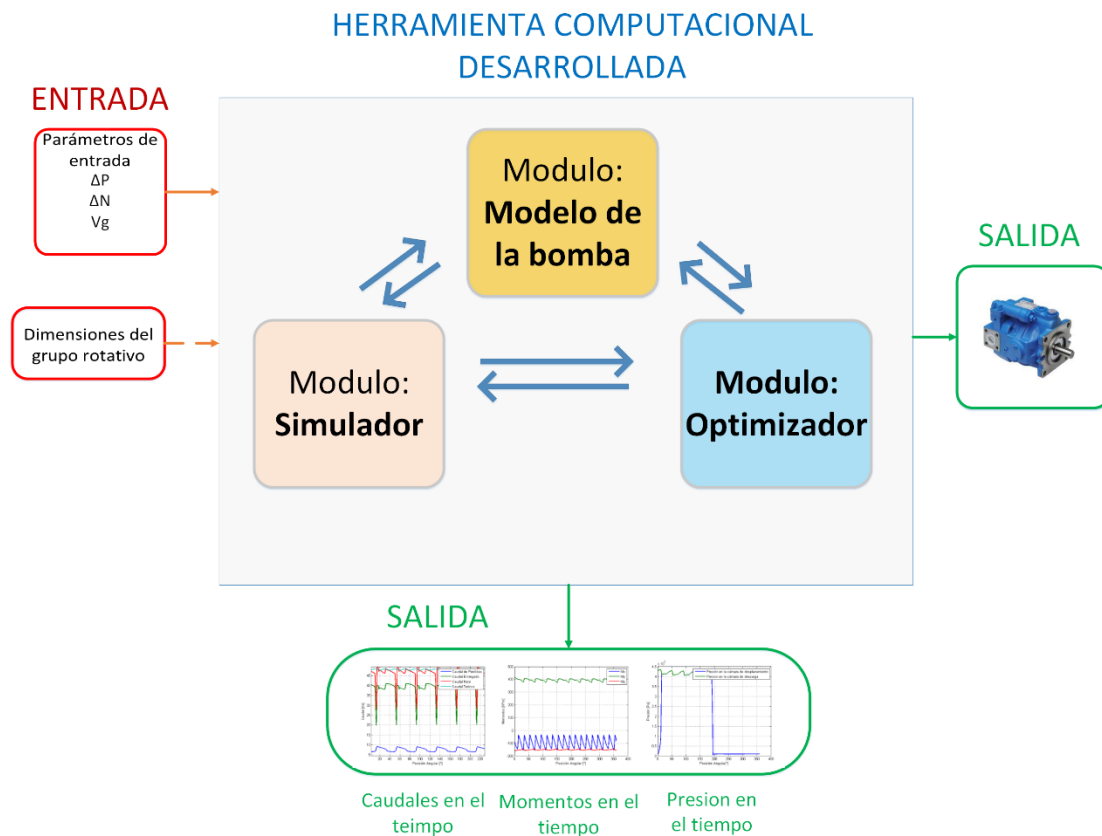 HERRAMIENTA COMPUTACIONAL
DESARROLLADA
ENTRADA
Parámetros de
entrada
ΔP
ΔN
Vg
Dimensiones del
grupo rotativo
Modulo:
Modelo de
la bomba
Modulo:
Simulador
Modulo:
Optimizador
SALIDA
SALIDA
Caudales en el
teimpo
Momentos en el
tiempo
Presion en
el tiempo